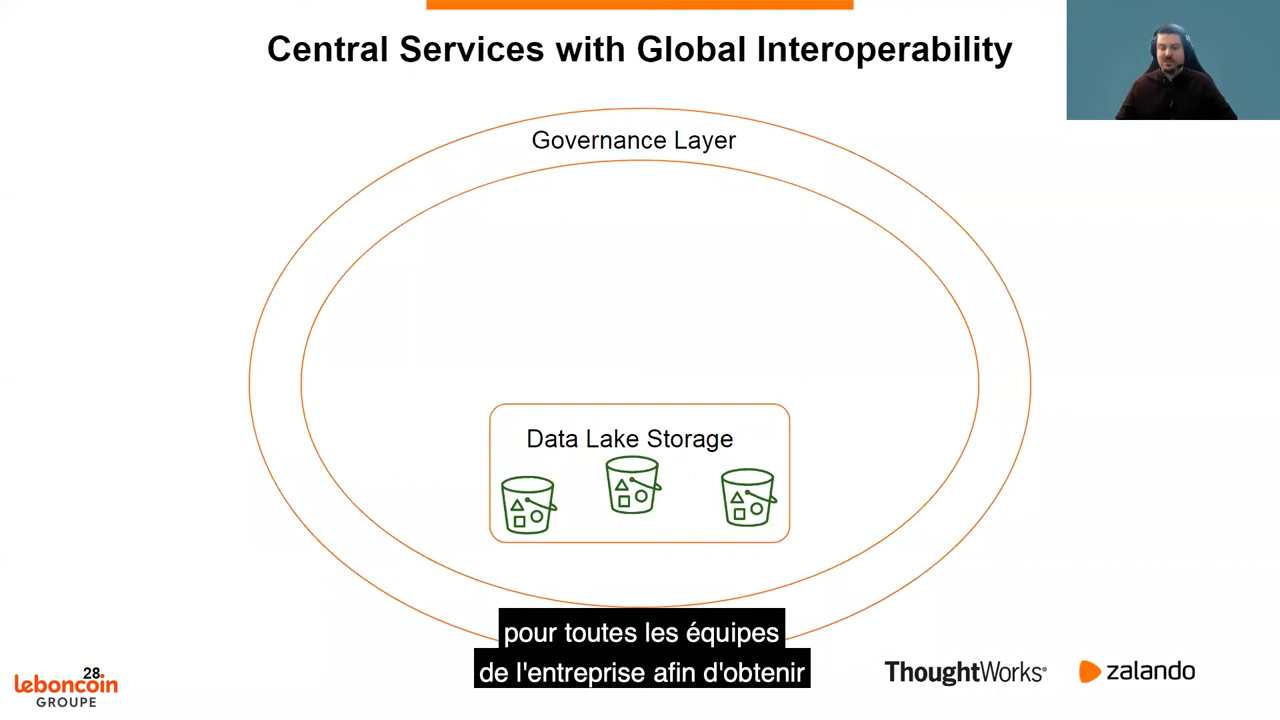 Central Services with Global Interoperability
Governance Layer
Data Lake Storage
pour toutes les équipes
de l'entreprise afin d'obtenir
28
leboncoin
GROUPE
ThoughtWorks®
zalando